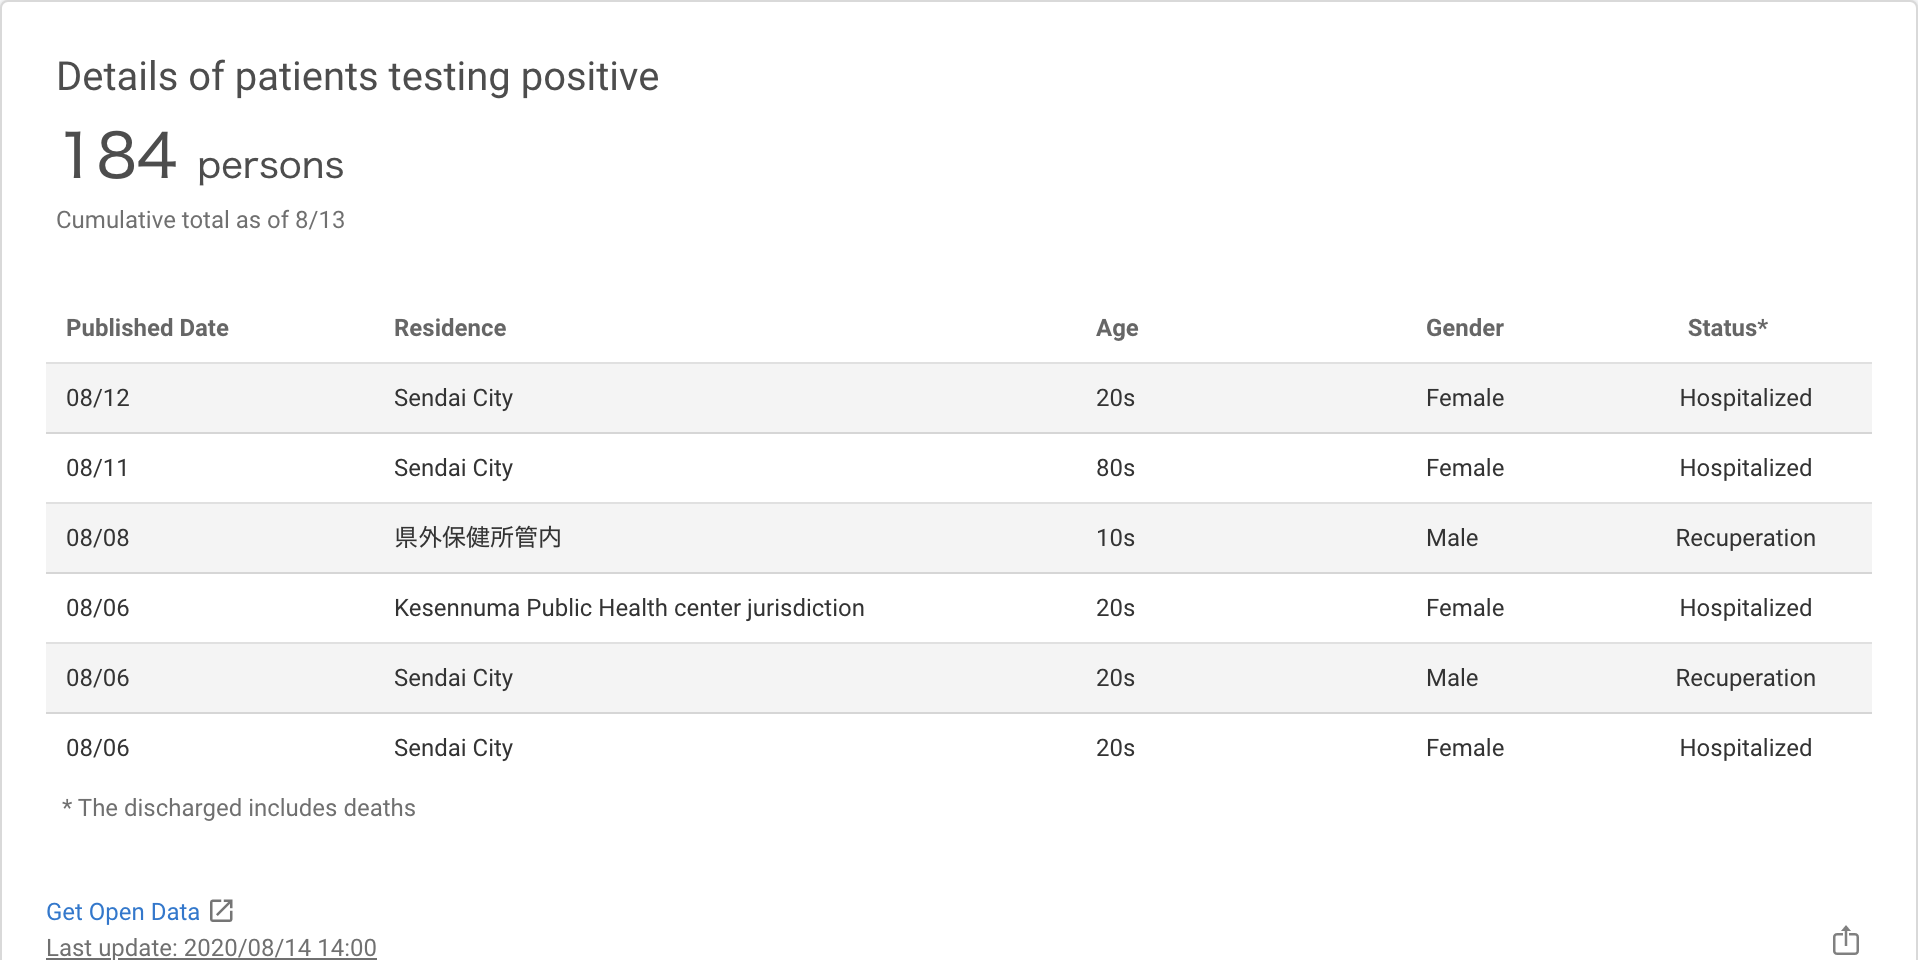 Details of patients testing positive
184 persons
Cumulative total as of 8/13
Published Date Residence Age Gender Status*
08/12 Sendai City 20s Female Hospitalized
08/11 Sendai City 80s Female Hospitalized
08/08 県外保健所管内 10s Male Recuperation
08/06 Kesennuma Public Health center jurisdiction 20s Female Hospitalized
08/06 Sendai City 20s Male Recuperation
08/06 Sendai City 20s Female Hospitalized
* The discharged includes deaths
Get Open Data
Last update: 2020/08/14 14:00